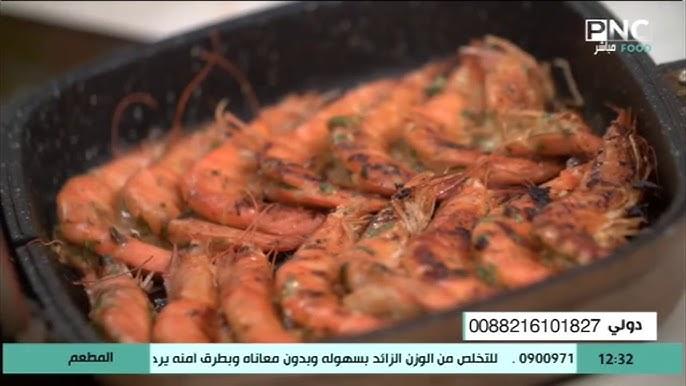 PNC
FOOD مباشر
دولي 0088216101827
12:32 0900971 . للتخلص من الوزن الزائد بسهوله وبدون معاناه وبطرق امنه يرد المطعم